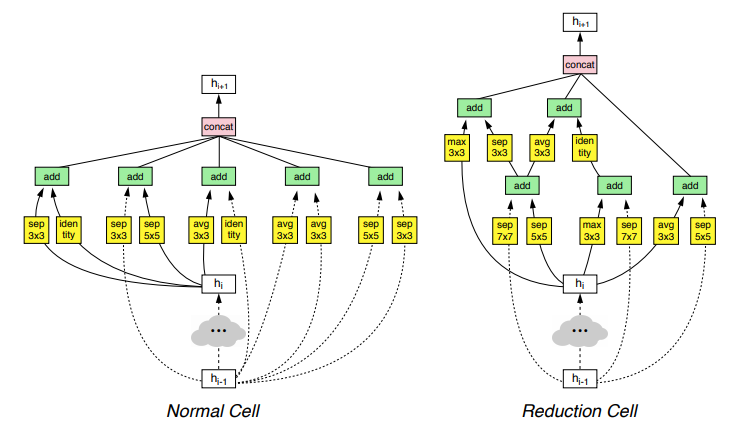 h_{i+1}
concat
add add add add add
sep 3x3 iden tity sep 3x3 sep 5x5 avg 3x3 iden tity avg 3x3 avg 3x3 sep 5x5 sep 3x3
h_i
...
h_{i-1}
Normal Cell
h_{i+1}
concat
add add
max 3x3 sep 3x3 avg 3x3 iden tity
add add add
sep 7x7 sep 5x5 max 3x3 sep 7x7 avg 3x3 sep 5x5
h_i
...
h_{i-1}
Reduction Cell